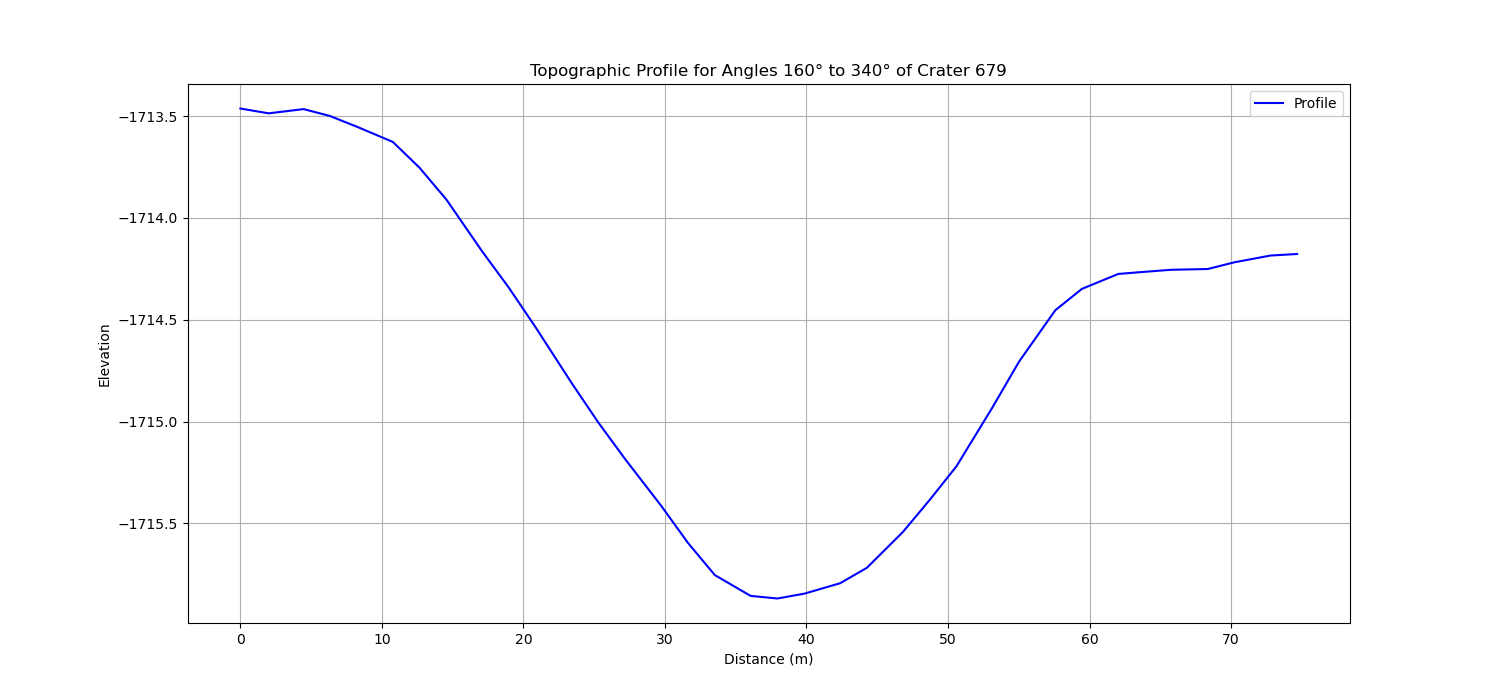 Topographic Profile for Angles 160° to 340° of Crater 679
Profile
−1713.5
−1714.0
−1714.5
−1715.0
−1715.5
Elevation
0 10 20 30 40 50 60 70
Distance (m)